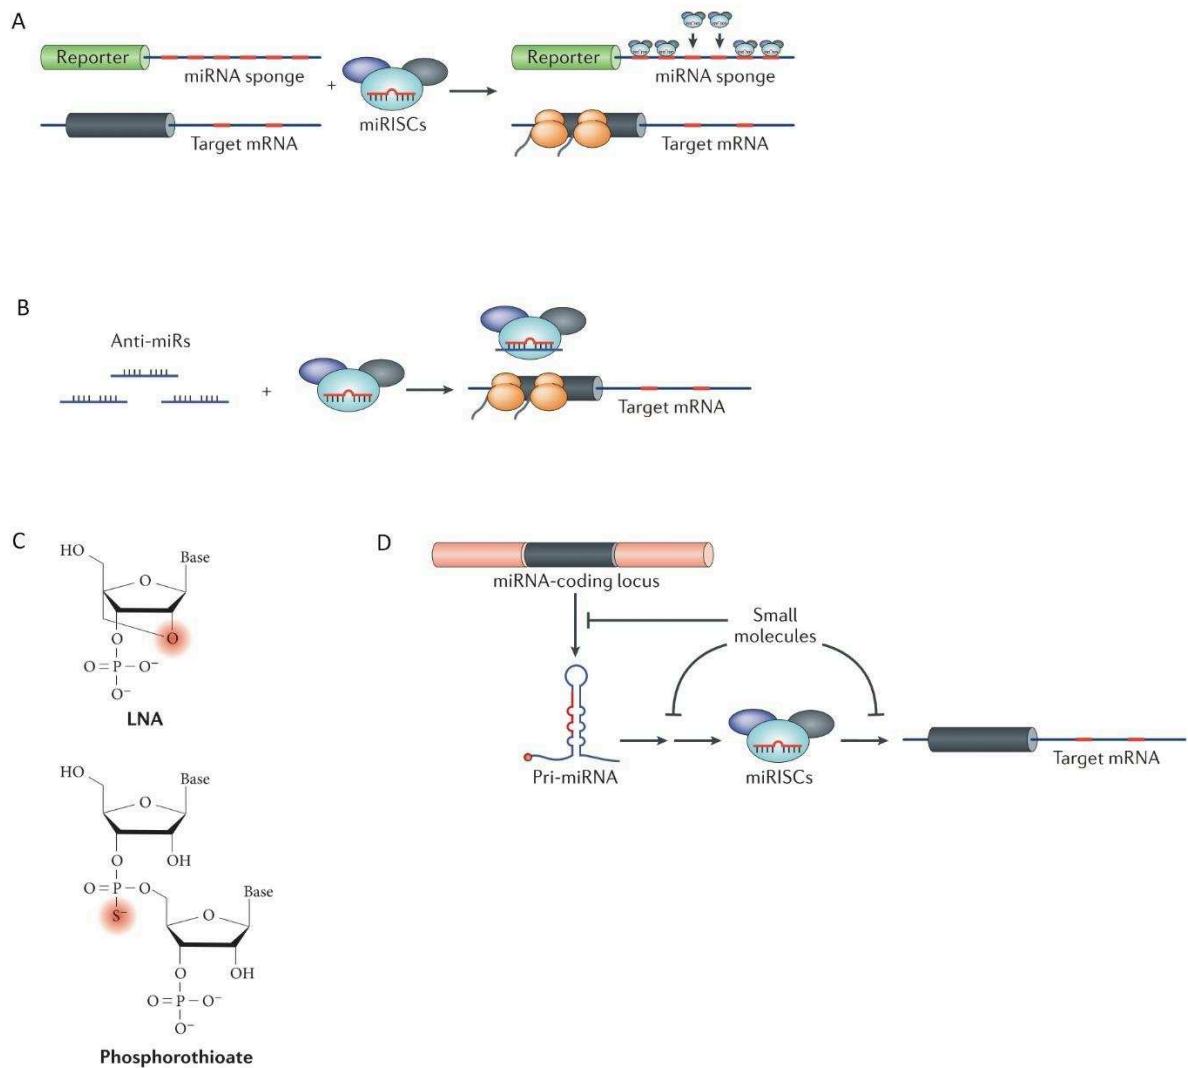 A
Reporter
miRNA sponge
Target mRNA
+
miRISCs
Reporter
miRNA sponge
Target mRNA
B
Anti-miRs
+
Target mRNA
C
HO
Base
O
O
O
O=P–O⁻
O⁻
LNA
HO
Base
O
O
OH
O=P–O
S⁻
Base
O
O
OH
O=P–O⁻
O⁻
Phosphorothioate
D
miRNA-coding locus
Small
molecules
Pri-miRNA
miRISCs
Target mRNA